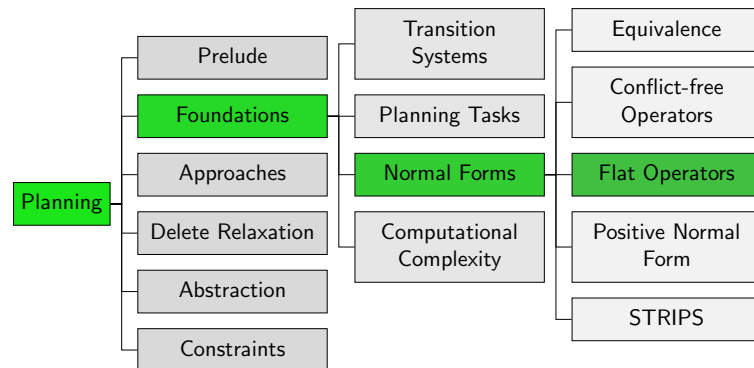 Planning
Prelude
Foundations
Approaches
Delete Relaxation
Abstraction
Constraints
Transition
Systems
Planning Tasks
Normal Forms
Computational
Complexity
Equivalence
Conflict-free
Operators
Flat Operators
Positive Normal
Form
STRIPS